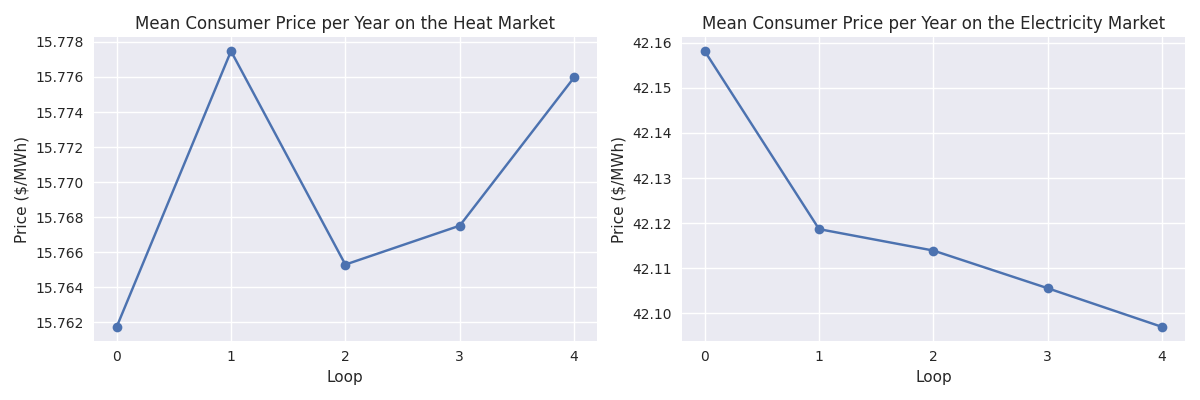 Mean Consumer Price per Year on the Heat Market
15.778
15.776
15.774
15.772
15.770
15.768
15.766
15.764
15.762
Price ($/MWh)
0 1 2 3 4
Loop
Mean Consumer Price per Year on the Electricity Market
42.16
42.15
42.14
42.13
42.12
42.11
42.10
Price ($/MWh)
0 1 2 3 4
Loop